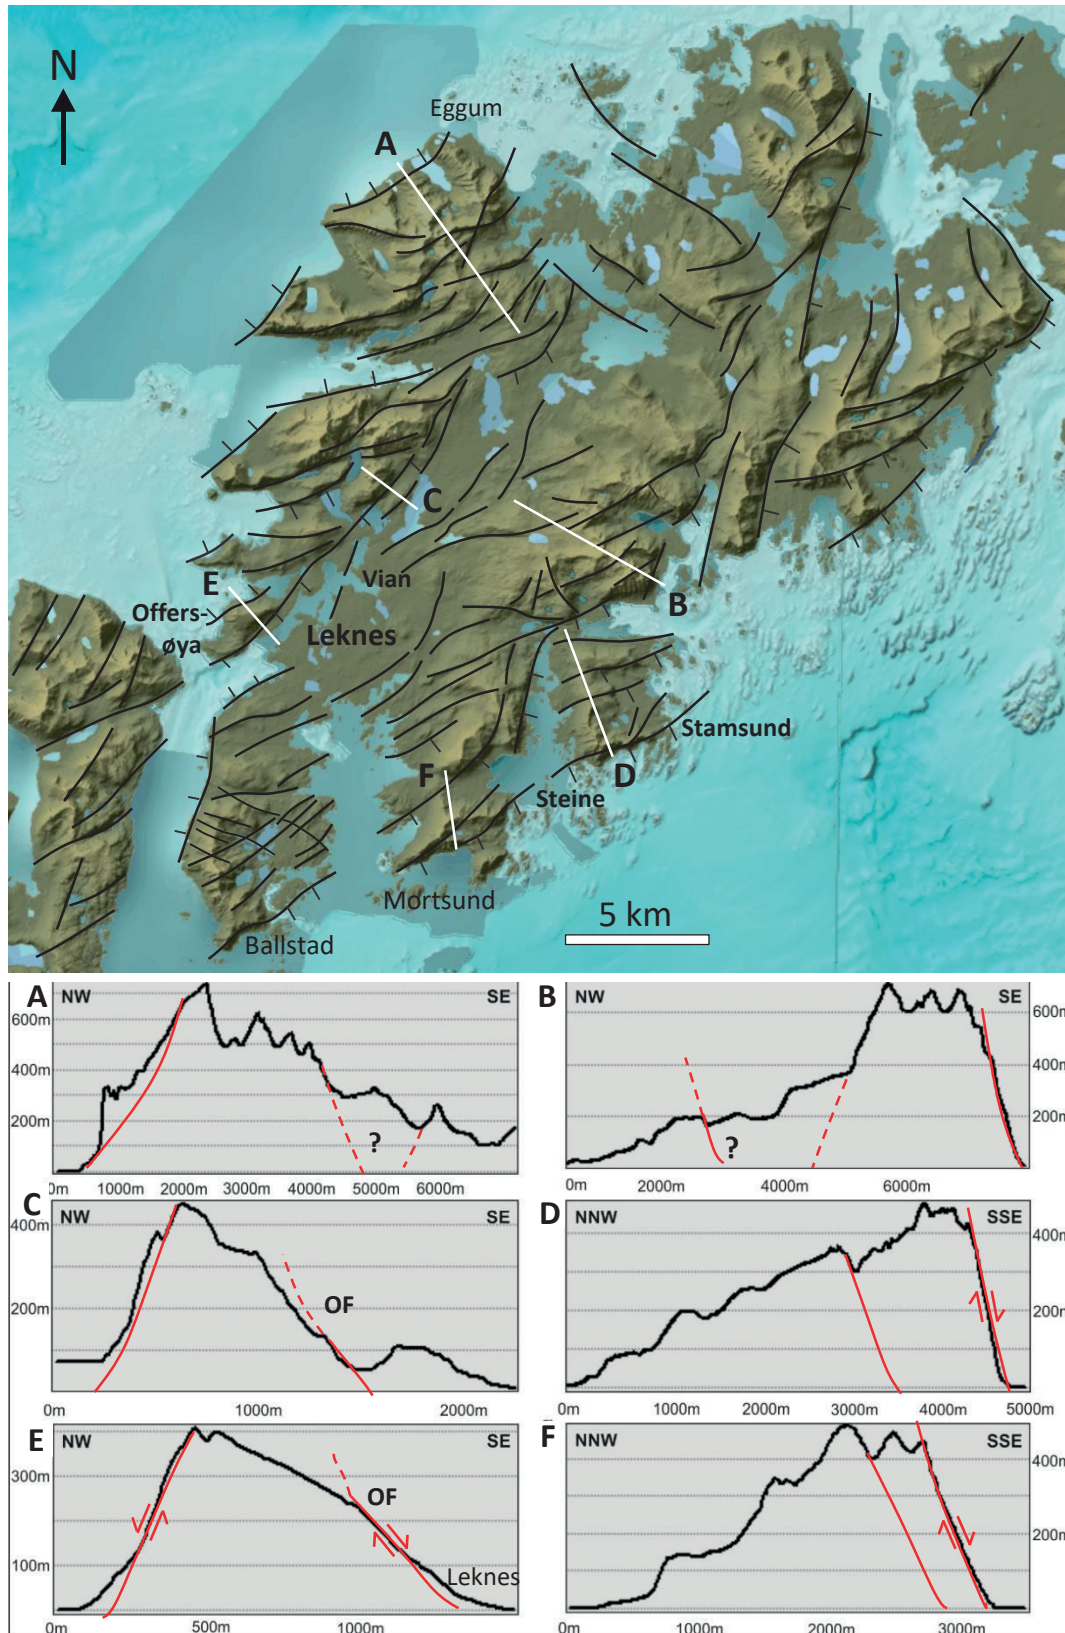 N
Eggum
A
C
Vian
E
B
Offers-
øya
Leknes
Stamsund
F
D
Steine
Mortsund
5 km
Ballstad
A NW SE
600m
400m
200m
?
0m 1000m 2000m 3000m 4000m 5000m 6000m
B NW SE
600m
400m
200m
?
0m 2000m 4000m 6000m
C NW SE
400m
200m
OF
0m 1000m 2000m
D NNW SSE
400m
200m
0m 1000m 2000m 3000m 4000m 5000m
E NW SE
300m
100m
OF
Leknes
0m 500m 1000m
F NNW SSE
400m
200m
0m 1000m 2000m 3000m